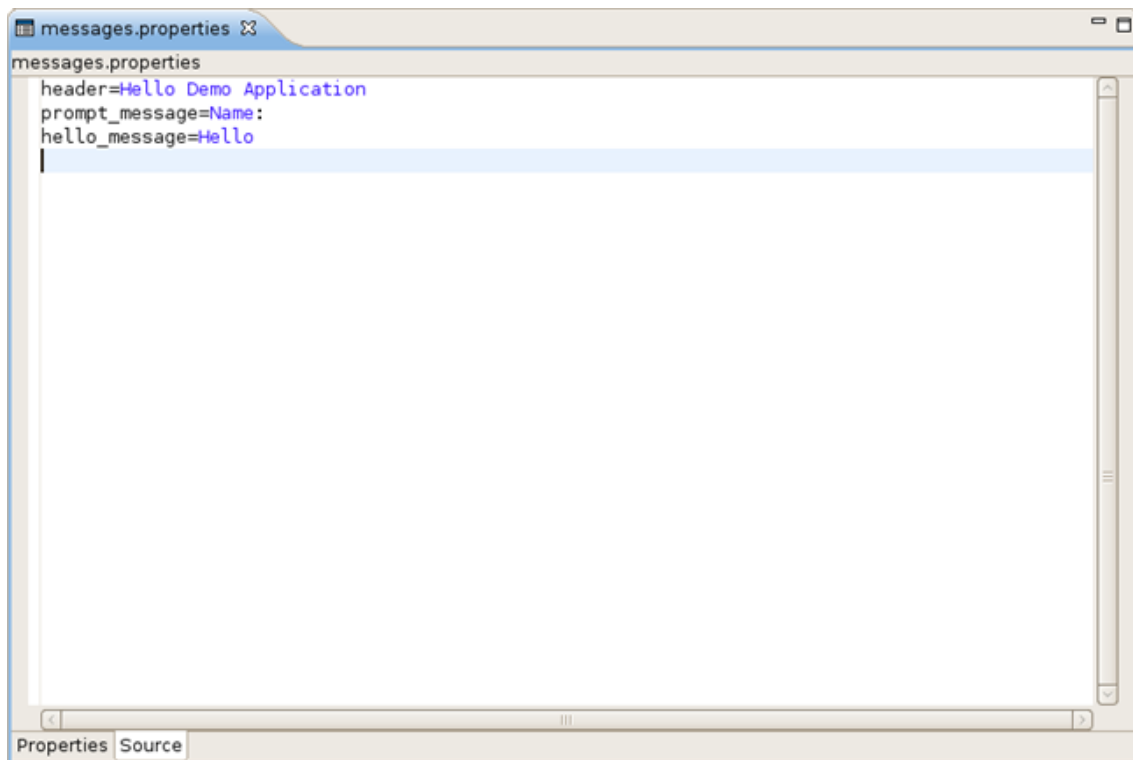 messages.properties
messages.properties
header=Hello Demo Application
prompt_message=Name:
hello_message=Hello
Properties Source